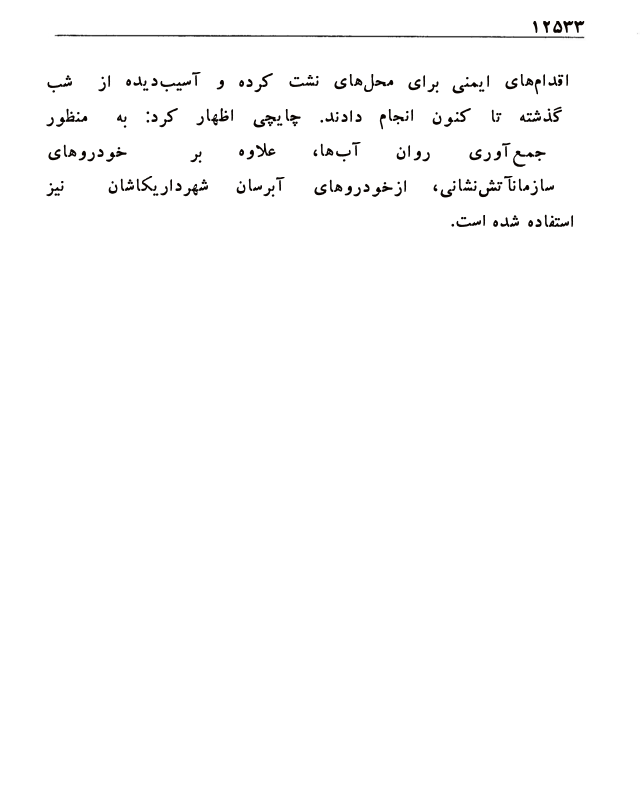 ۱۲۵۳۳
اقدام‌های ایمنی برای محل‌های نشت کرده و آسیب‌دیده از شب
گذشته تا کنون انجام دادند. چایچی اظهار کرد: به منظور
جمع‌آوری روان آب‌ها، علاوه بر خودروهای
سازمانآتش‌نشانی، ازخودروهای آبرسان شهرداریکاشان نیز
استفاده شده است.